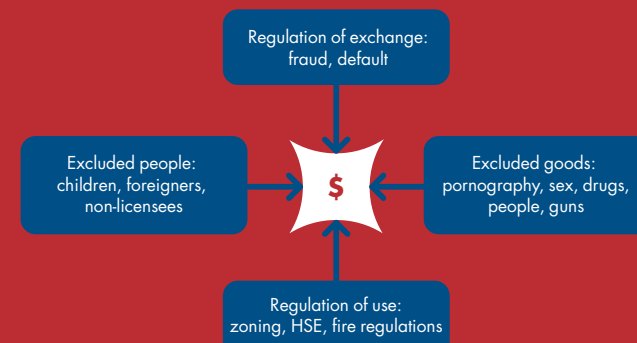 Regulation of exchange:
fraud, default
Excluded people:
children, foreigners,
non-licensees
$
Excluded goods:
pornography, sex, drugs,
people, guns
Regulation of use:
zoning, HSE, fire regulations